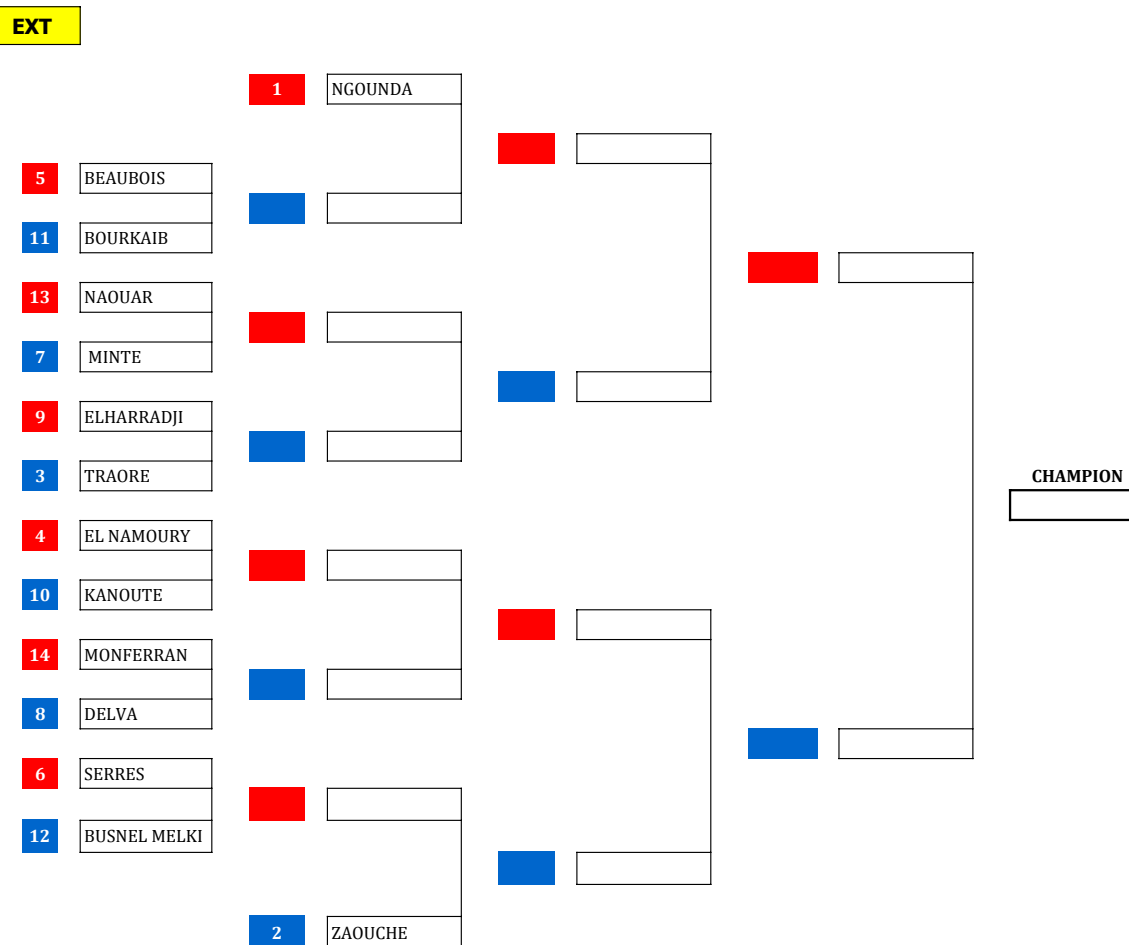 EXT
1 NGOUNDA
5 BEAUBOIS
11 BOURKAIB
13 NAOUAR
7 MINTE
9 ELHARRADJI
3 TRAORE
CHAMPION
4 EL NAMOURY
10 KANOUTE
14 MONFERRAN
8 DELVA
6 SERRES
12 BUSNEL MELKI
2 ZAOUCHE